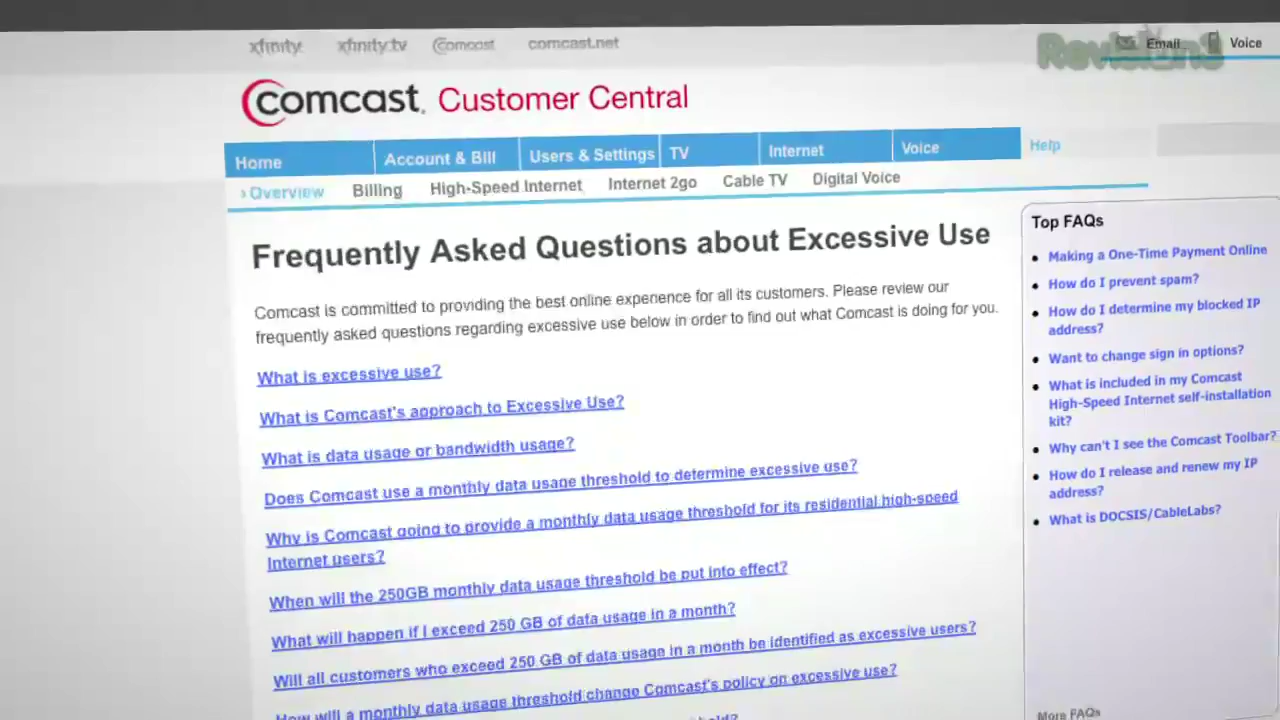 xfinity. xfinity.tv Comcast comcast.net
Revision3
Email Voice
Comcast. Customer Central
Home Account & Bill Users & Settings TV Internet Voice Help
› Overview Billing High-Speed Internet Internet 2go Cable TV Digital Voice
Frequently Asked Questions about Excessive Use
Comcast is committed to providing the best online experience for all its customers. Please review our
frequently asked questions regarding excessive use below in order to find out what Comcast is doing for you.
What is excessive use?
What is Comcast's approach to Excessive Use?
What is data usage or bandwidth usage?
Does Comcast use a monthly data usage threshold to determine excessive use?
Why is Comcast going to provide a monthly data usage threshold for its residential high-speed
Internet users?
When will the 250GB monthly data usage threshold be put into effect?
What will happen if I exceed 250 GB of data usage in a month?
Will all customers who exceed 250 GB of data usage in a month be identified as excessive users?
How will a monthly data usage threshold change Comcast's policy on excessive use?
Top FAQs
Making a One-Time Payment Online
How do I prevent spam?
How do I determine my blocked IP
address?
Want to change sign in options?
What is included in my Comcast
High-Speed Internet self-installation
kit?
Why can't I see the Comcast Toolbar?
How do I release and renew my IP
address?
What is DOCSIS/CableLabs?
More FAQs